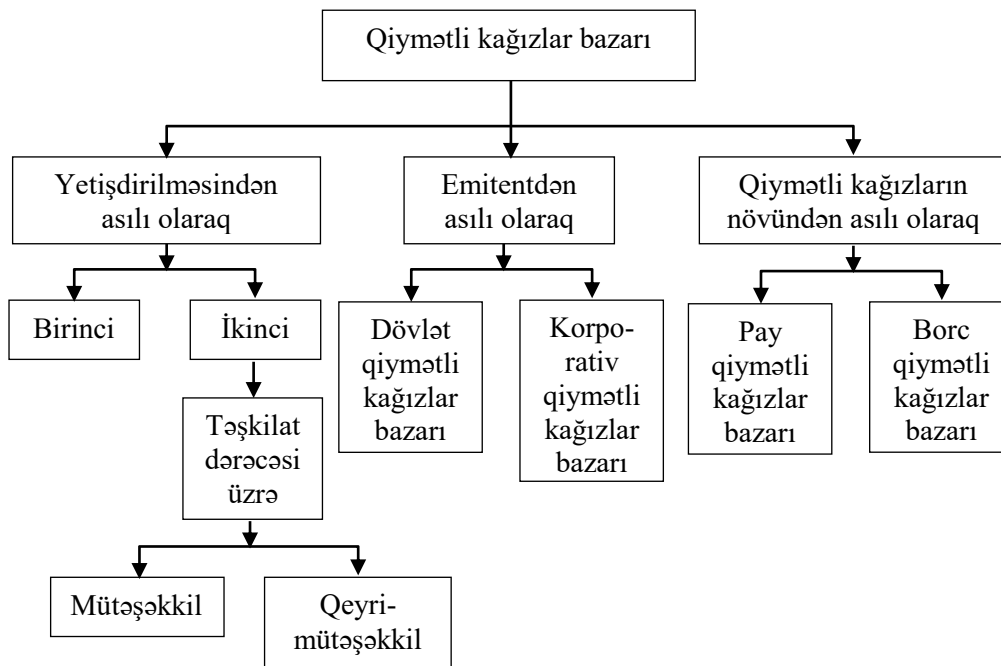 Qiymətli kağızlar bazarı
Yetişdirilməsindən
asılı olaraq
Emitentdən
asılı olaraq
Qiymətli kağızların
növündən asılı olaraq
Birinci
İkinci
Dövlət
qiymətli
kağızlar
bazarı
Korpo-
rativ
qiymətli
kağızlar
bazarı
Pay
qiymətli
kağızlar
bazarı
Borc
qiymətli
kağızlar
bazarı
Təşkilat
dərəcəsi
üzrə
Mütəşəkkil
Qeyri-
mütəşəkkil